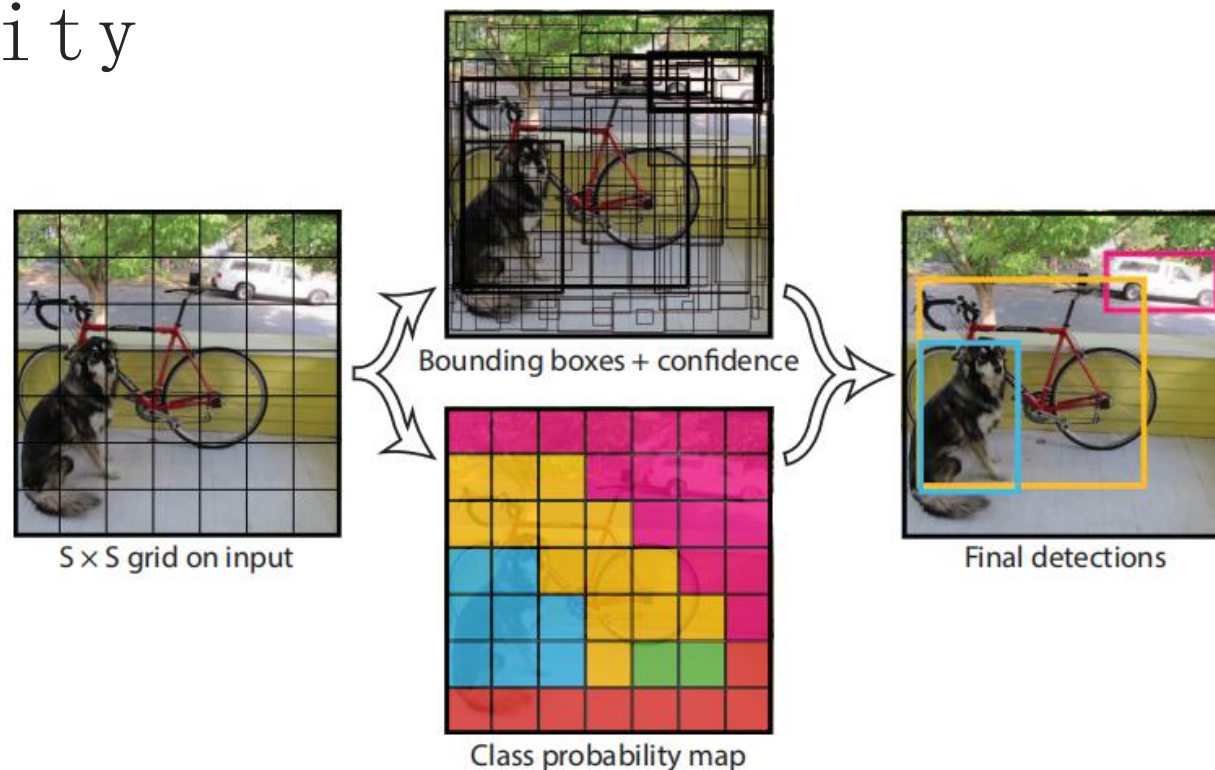 ity
Bounding boxes + confidence
S × S grid on input
Final detections
Class probability map